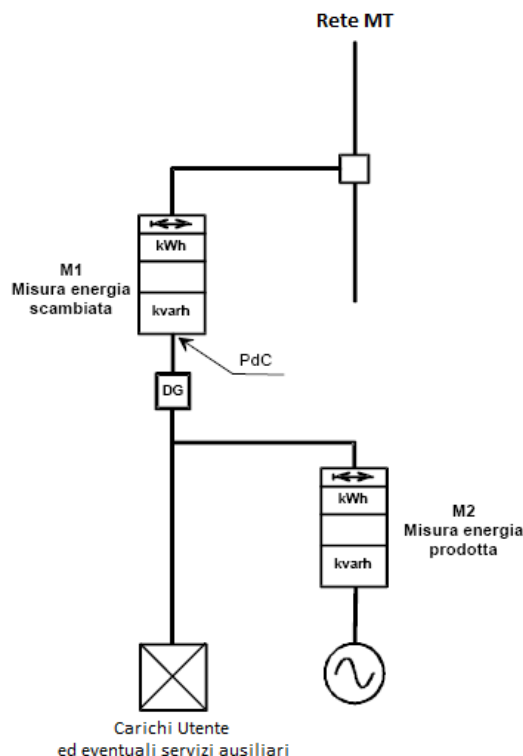 Rete MT
kWh
M1
Misura energia
scambiata
kvarh
PdC
DG
kWh
M2
Misura energia
prodotta
kvarh
Carichi Utente
ed eventuali servizi ausiliari